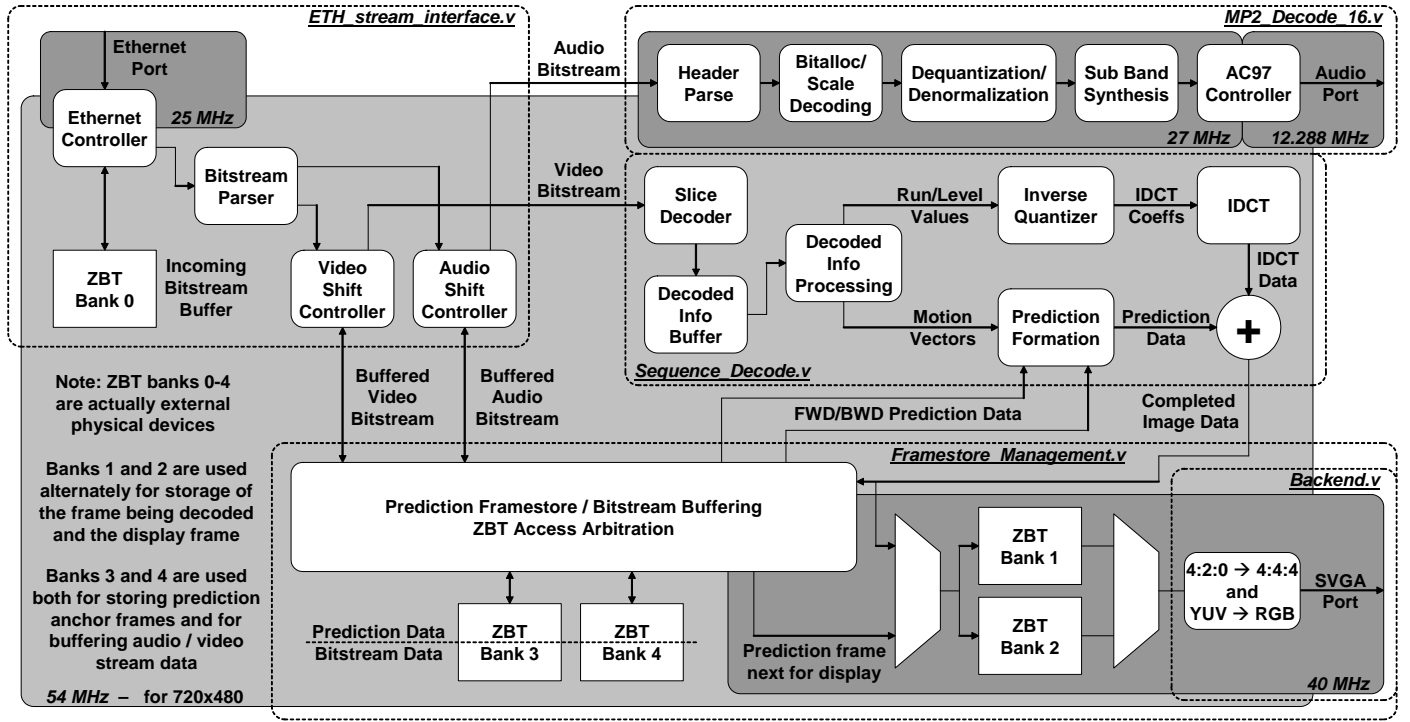 ETH_stream_interface.v
Ethernet
Port
Ethernet
Controller
25 MHz
Bitstream
Parser
ZBT
Bank 0
Incoming
Bitstream
Buffer
Video
Shift
Controller
Audio
Shift
Controller
Audio
Bitstream
Video
Bitstream
MP2_Decode_16.v
Header
Parse
Bitalloc/
Scale
Decoding
Dequantization/
Denormalization
Sub Band
Synthesis
AC97
Controller
Audio
Port
27 MHz
12.288 MHz
Slice
Decoder
Decoded
Info
Buffer
Decoded
Info
Processing
Run/Level
Values
Inverse
Quantizer
IDCT
Coeffs
IDCT
IDCT
Data
Motion
Vectors
Prediction
Formation
Prediction
Data
+
Sequence_Decode.v
Note: ZBT banks 0-4
are actually external
physical devices
Banks 1 and 2 are used
alternately for storage of
the frame being decoded
and the display frame
Banks 3 and 4 are used
both for storing prediction
anchor frames and for
buffering audio / video
stream data
54 MHz – for 720x480
Buffered
Video
Bitstream
Buffered
Audio
Bitstream
FWD/BWD Prediction Data
Completed
Image Data
Framestore_Management.v
Prediction Framestore / Bitstream Buffering
ZBT Access Arbitration
Prediction Data
Bitstream Data
ZBT
Bank 3
ZBT
Bank 4
Prediction frame
next for display
ZBT
Bank 1
ZBT
Bank 2
Backend.v
4:2:0 → 4:4:4
and
YUV → RGB
SVGA
Port
40 MHz